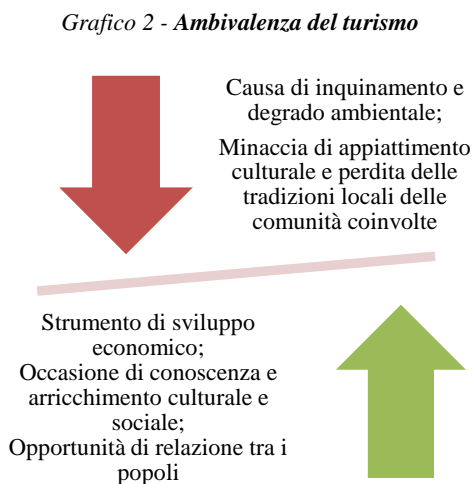 Grafico 2 - Ambivalenza del turismo
Causa di inquinamento e
degrado ambientale;
Minaccia di appiattimento
culturale e perdita delle
tradizioni locali delle
comunità coinvolte
Strumento di sviluppo
economico;
Occasione di conoscenza e
arricchimento culturale e
sociale;
Opportunità di relazione tra i
popoli